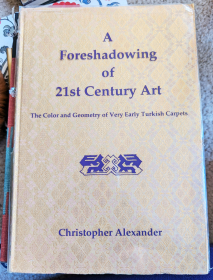 A
Foreshadowing
of
21st Century Art
The Color and Geometry of Very Early Turkish Carpets
Christopher Alexander